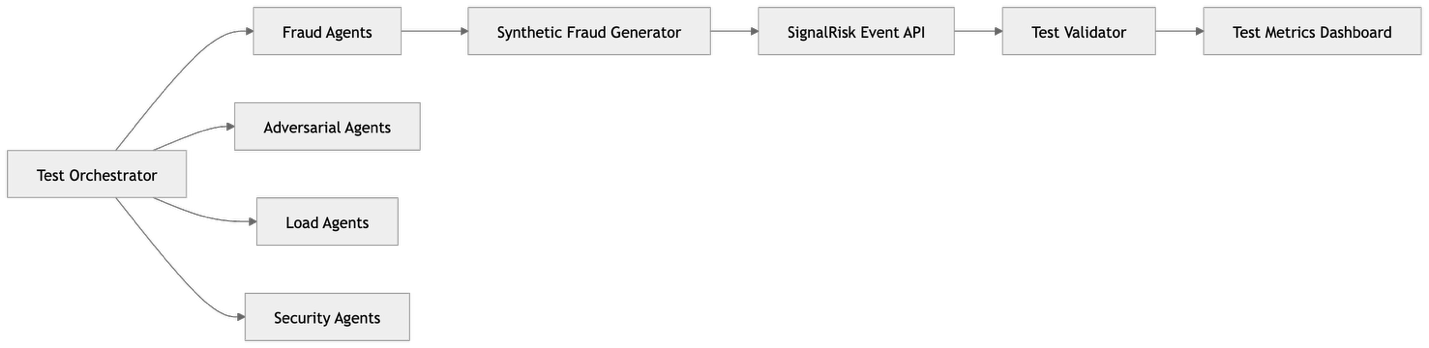 Fraud Agents
Synthetic Fraud Generator
SignalRisk Event API
Test Validator
Test Metrics Dashboard
Adversarial Agents
Test Orchestrator
Load Agents
Security Agents